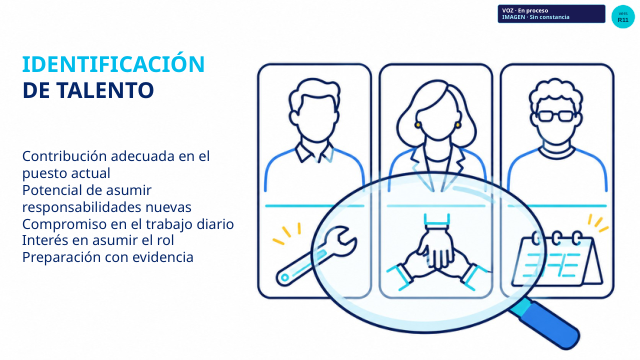 VOZ · En proceso
IMAGEN · Sin constancia
R11
IDENTIFICACIÓN
DE TALENTO
Contribución adecuada en el
puesto actual
Potencial de asumir
responsabilidades nuevas
Compromiso en el trabajo diario
Interés en asumir el rol
Preparación con evidencia